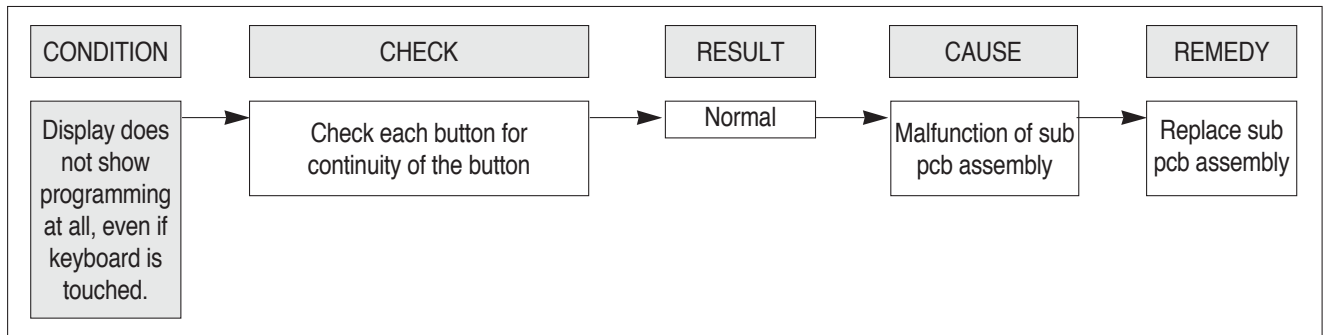 CONDITION
CHECK
RESULT
CAUSE
REMEDY
Display does
not show
programming
at all, even if
keyboard is
touched.
Check each button for
continuity of the button
Normal
Malfunction of sub
pcb assembly
Replace sub
pcb assembly